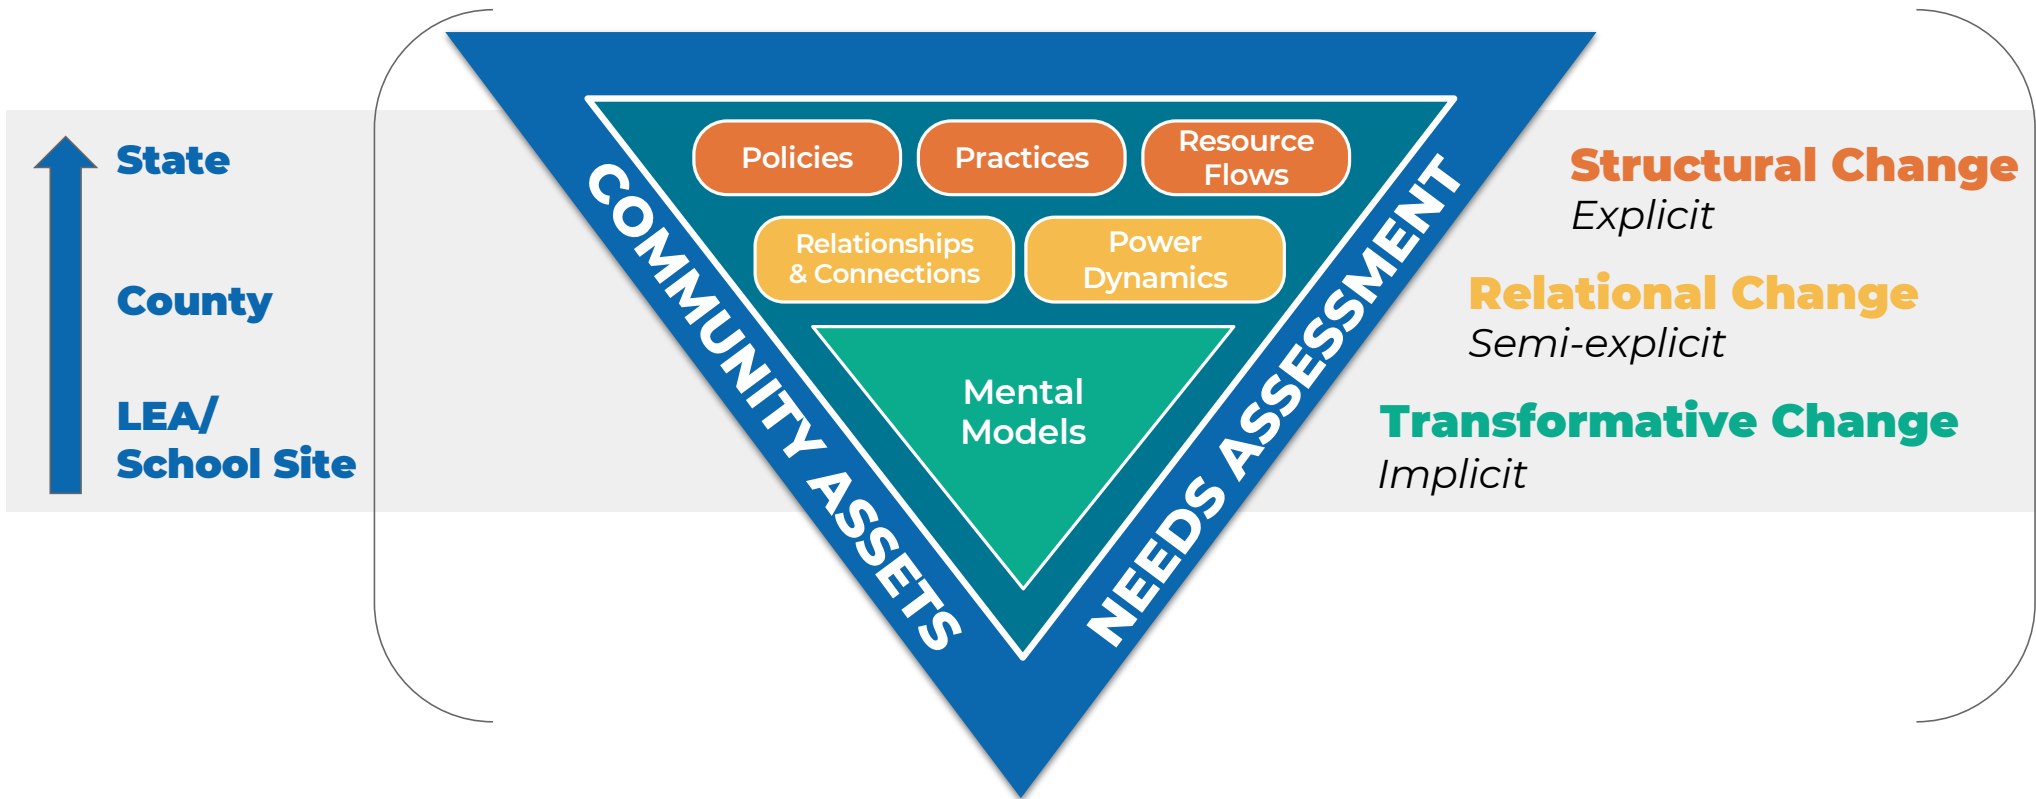 State
County
LEA/
School Site
COMMUNITY ASSETS
Policies
Practices
Resource
Flows
Relationships
& Connections
Power
Dynamics
Mental
Models
NEEDS ASSESSMENT
Structural Change
Explicit
Relational Change
Semi-explicit
Transformative Change
Implicit